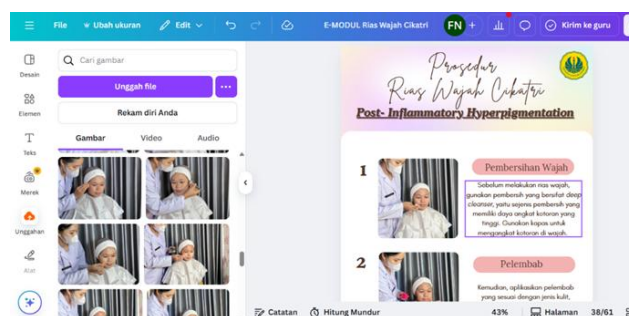 File
Ubah ukuran
Edit
E-MODUL Rias Wajah Cikatri
FN
+
Kirim ke guru
Desain
Elemen
Teks
Merek
Unggahan
Alat
Cari gambar
Unggah file
Rekam diri Anda
Gambar
Video
Audio
Prosedur
Rias Wajah Cikatri
Post- Inflammatory Hyperpigmentation
1
Pembersihan Wajah
Sebelum melakukan rias wajah,
gunakan pembersih yang bersifat deep
cleanser, yaitu sejenis pembersih yang
memiliki daya angkat kotoran yang
tinggi. Gunakan kapas untuk
mengangkat kotoran di wajah.
2
Pelembab
Kemudian, aplikasikan pelembab
yang sesuai dengan jenis kulit,
Catatan
Hitung Mundur
43%
Halaman
38/61